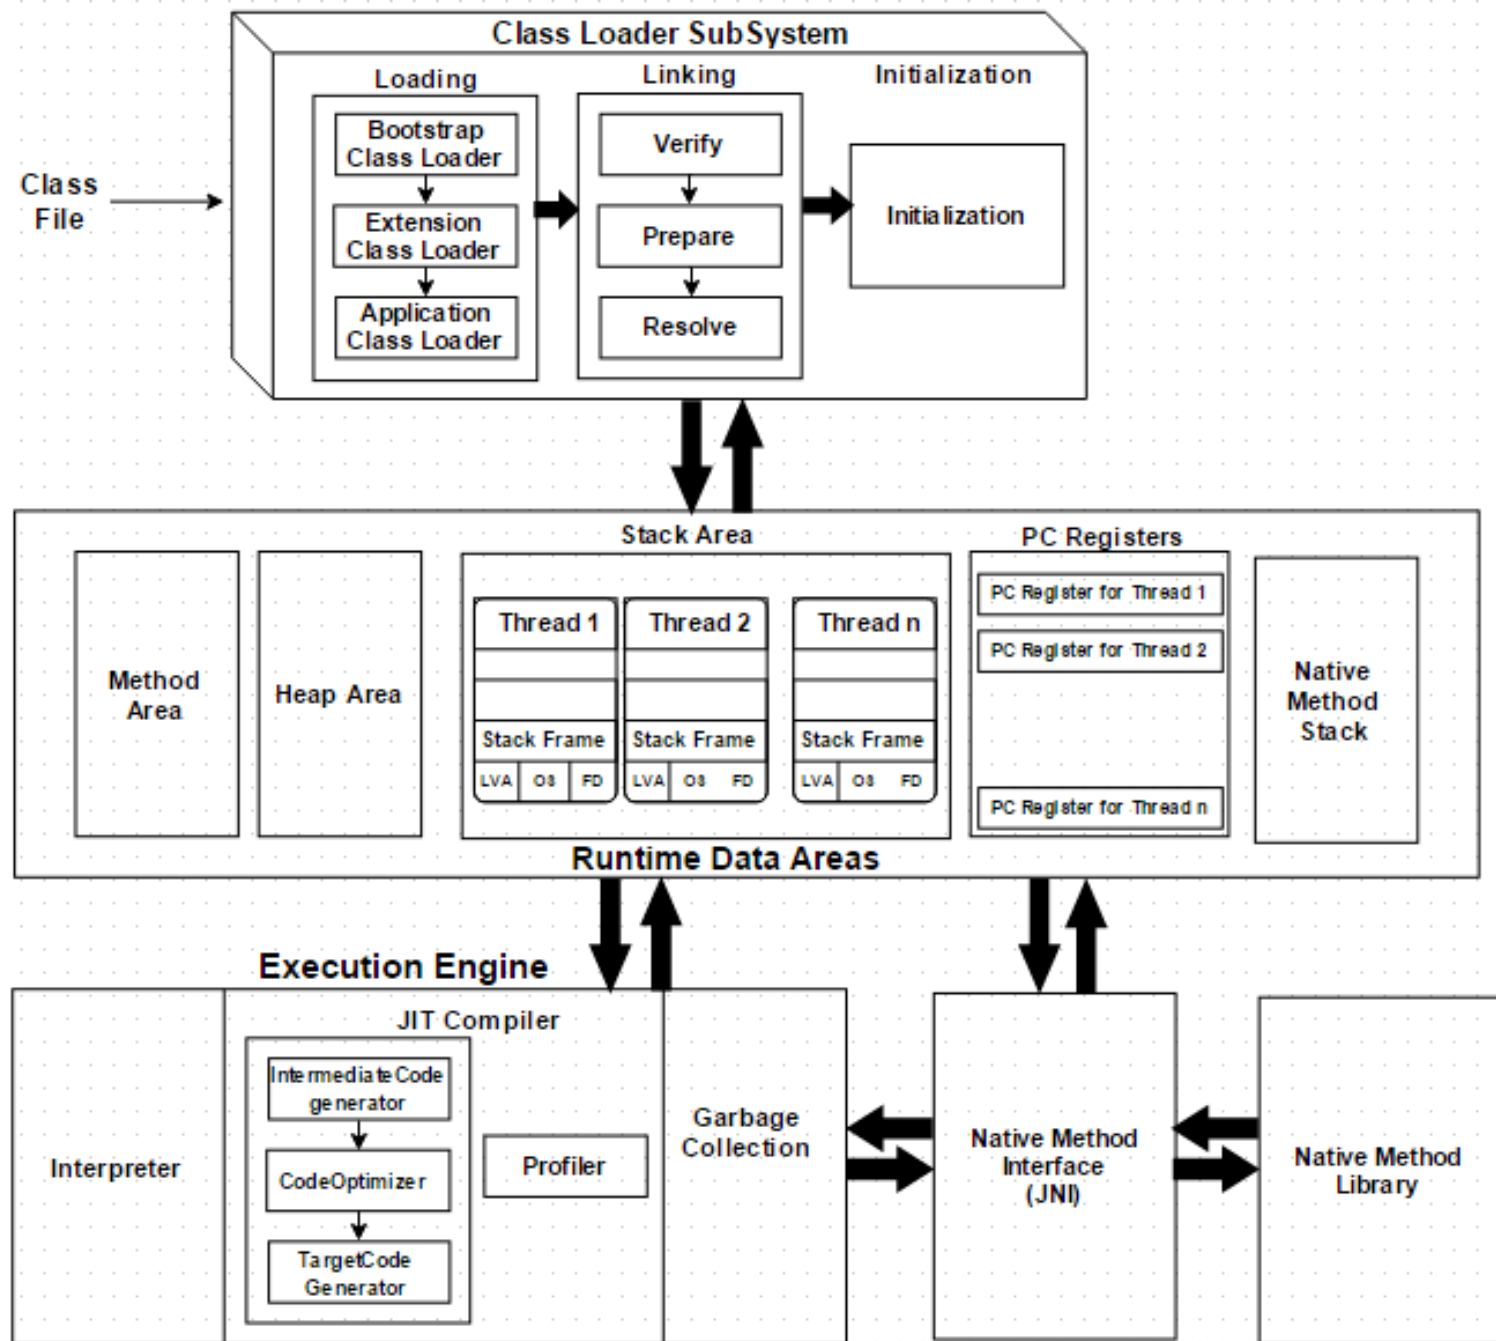 Class Loader SubSystem
Loading
Linking
Initialization
Bootstrap
Class Loader
Extension
Class Loader
Application
Class Loader
Verify
Prepare
Resolve
Initialization
Class
File
Stack Area
PC Registers
Method
Area
Heap Area
Thread 1
Stack Frame
LVA OS FD
Thread 2
Stack Frame
LVA OS FD
Thread n
Stack Frame
LVA OS FD
PC Register for Thread 1
PC Register for Thread 2
PC Register for Thread n
Native
Method
Stack
Runtime Data Areas
Execution Engine
Interpreter
JIT Compiler
IntermediateCode
generator
CodeOptimizer
TargetCode
Generator
Profiler
Garbage
Collection
Native Method
Interface
(JNI)
Native Method
Library